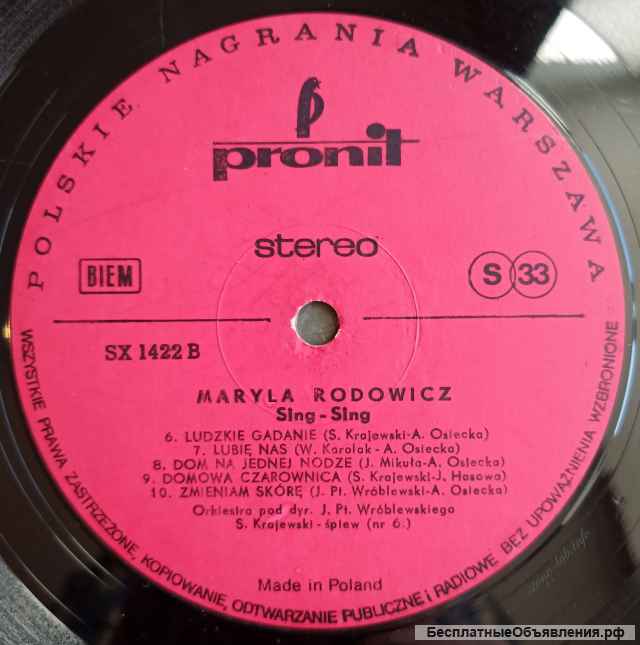 POLSKIE NAGRANIA WARSZAWA
pronit
stereo
BIEM
S 33
SX 1422 B
MARYLA RODOWICZ
Sing - Sing
6. LUDZKIE GADANIE (S. Krajewski-A. Osiecka)
7. LUBIĘ NAS (W. Karolak - A. Osiecka)
8. DOM NA JEDNEJ NODZE (J. Mikuła-A. Osiecka)
9. DOMOWA CZAROWNICA (S. Krajewski-J. Hasowa)
10. ZMIENIAM SKÓRĘ (J. Pt. Wróblewski-A. Osiecka)
Orkiestra pod dyr. J. Pt. Wróblewskiego
S. Krajewski - śpiew (nr 6.)
Made in Poland
WSZYSTKIE PRAWA ZASTRZEŻONE, KOPIOWANIE, ODTWARZANIE PUBLICZNE i RADIOWE BEZ UPOWAŻNIENIA WZBRONIONE
БесплатныеОбъявления.рф